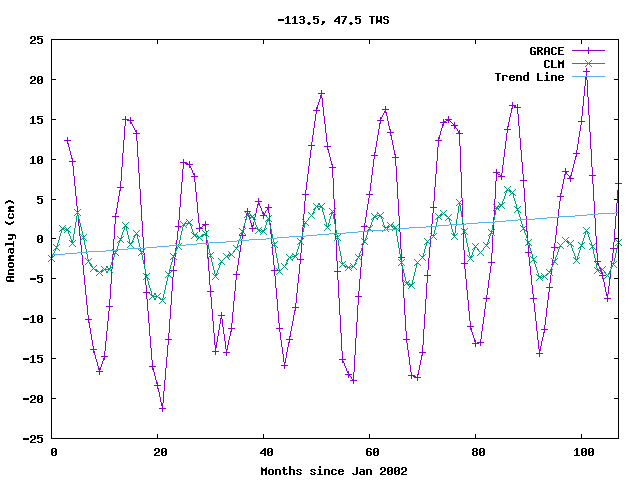 -113.5, 47.5 TWS
GRACE
CLM
Trend Line
25
20
15
10
5
0
-5
-10
-15
-20
-25
Anomaly (cm)
0 20 40 60 80 100
Months since Jan 2002